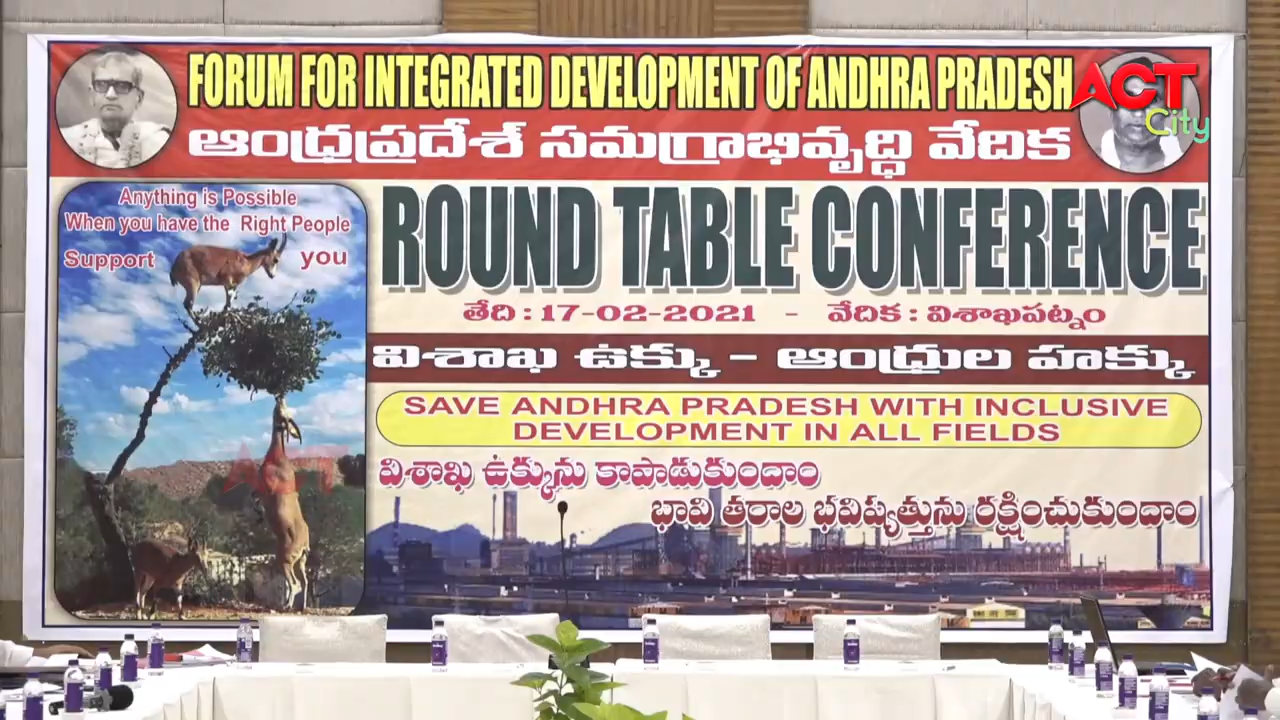 FORUM FOR INTEGRATED DEVELOPMENT OF ANDHRA PRADESH
ACT
City
ఆంధ్రప్రదేశ్ సమగ్రాభివృద్ధి వేదిక
Anything is Possible
When you have the Right People
Support you
ROUND TABLE CONFERENCE
తేది : 17-02-2021 - వేదిక : విశాఖపట్నం
విశాఖ ఉక్కు - ఆంధ్రుల హక్కు
SAVE ANDHRA PRADESH WITH INCLUSIVE
DEVELOPMENT IN ALL FIELDS
విశాఖ ఉక్కును కాపాడుకుందాం
భావి తరాల భవిష్యత్తును రక్షించుకుందాం
ACT